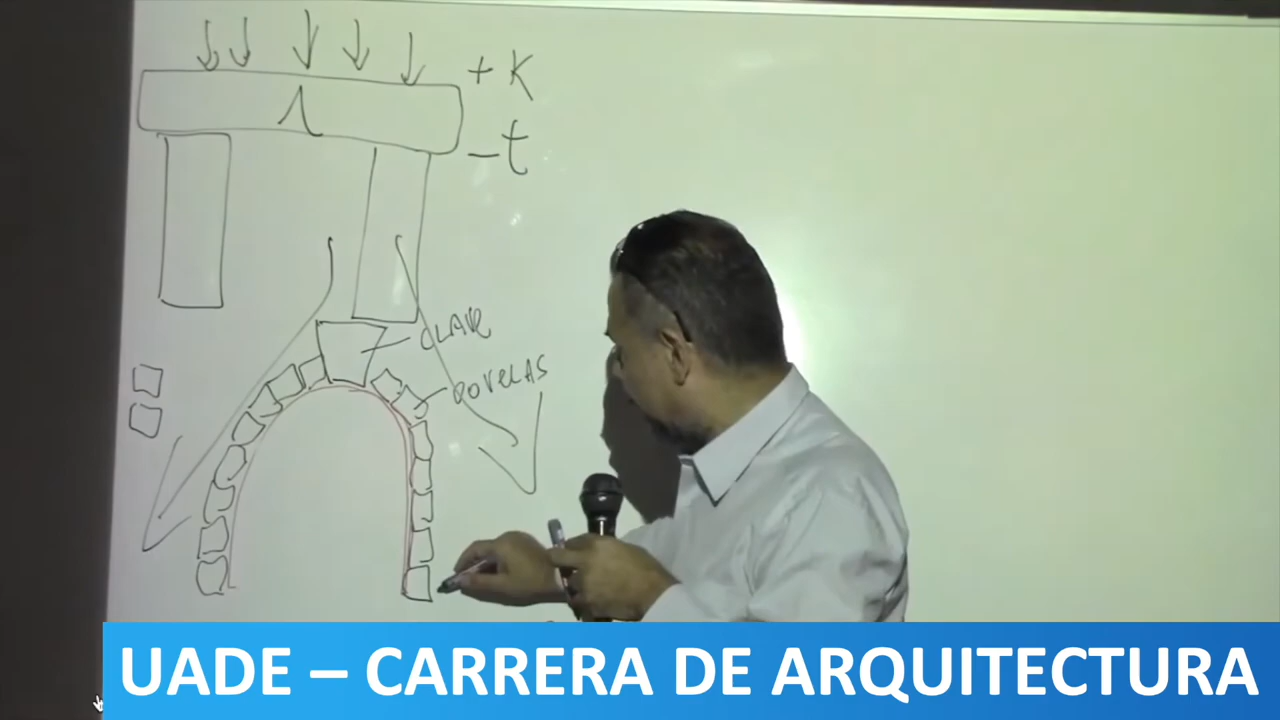 + K
- t
CLAVE
DOVELAS
UADE – CARRERA DE ARQUITECTURA